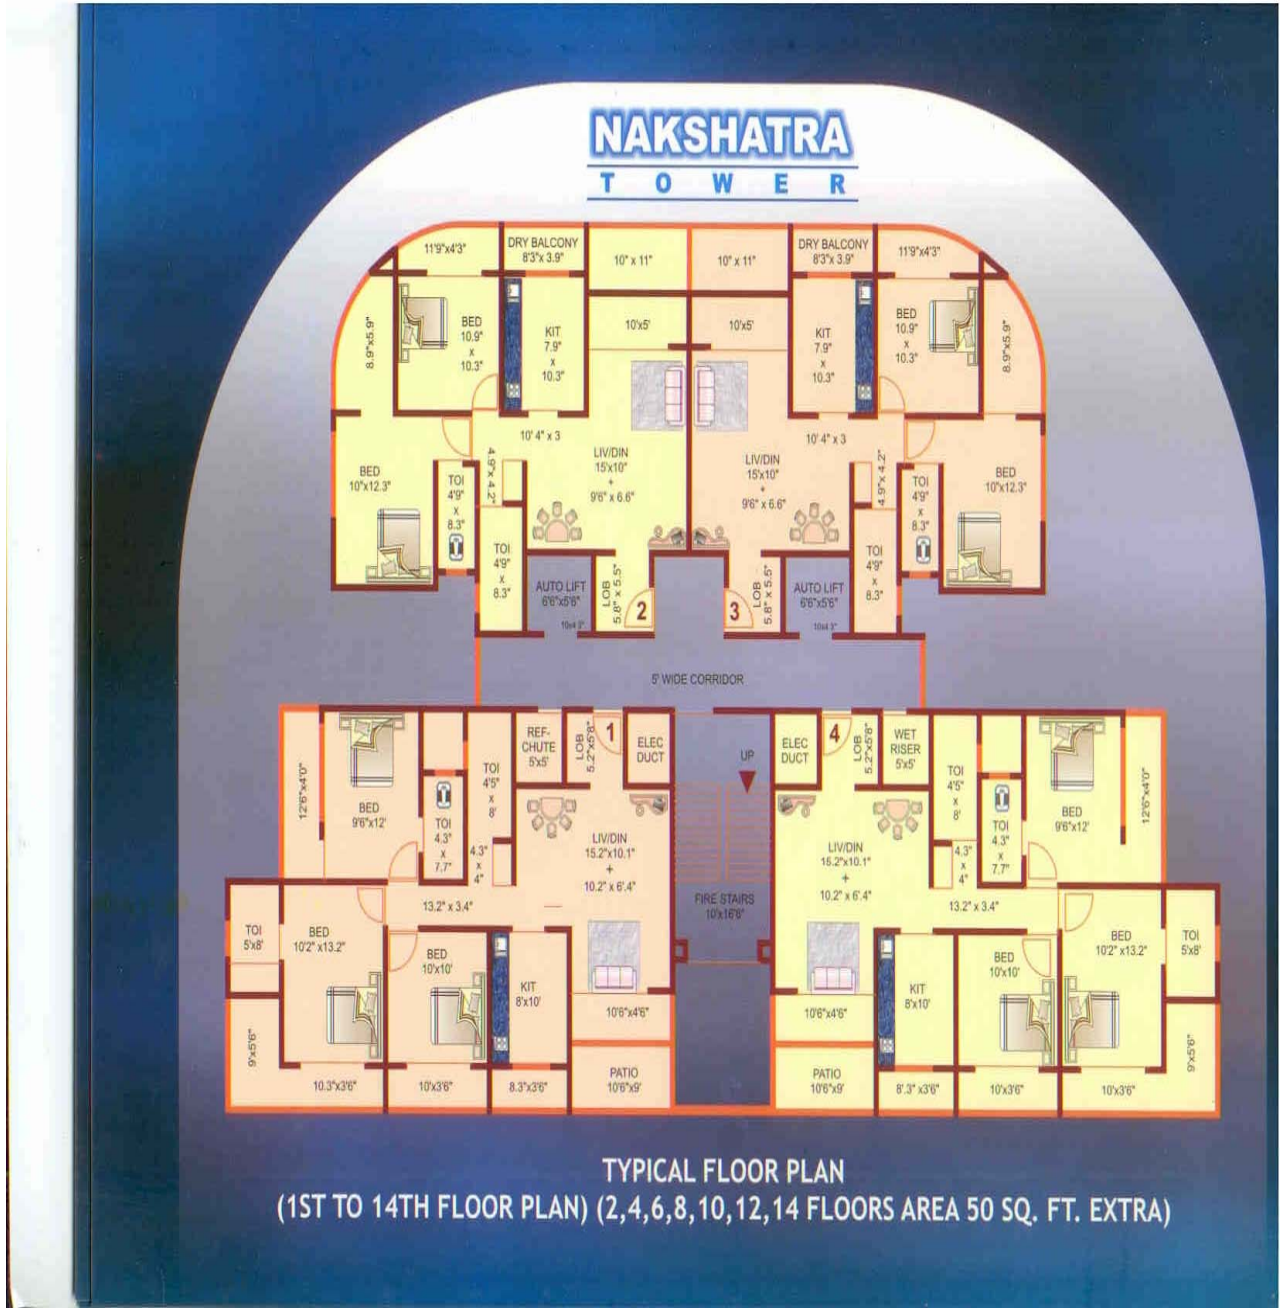 NAKSHATRA
TOWER
11'9"x4'3"
DRY BALCONY
8'3"x 3.9"
10" x 11"
10" x 11"
DRY BALCONY
8'3"x 3.9"
11'9"x4'3"
8.9"x5.9"
BED
10.9"
x
10.3"
KIT
7.9"
x
10.3"
10'x5'
10'x5'
KIT
7.9"
x
10.3"
BED
10.9"
x
10.3"
8.9"x5.9"
10' 4" x 3
10' 4" x 3
BED
10"x12.3"
TOI
4'9"
x
8.3"
4.9"x 4.2"
LIV/DIN
15'x10"
+
9'6" x 6.6"
LIV/DIN
15'x10"
+
9'6" x 6.6"
4.9"x 4.2"
TOI
4'9"
x
8.3"
BED
10"x12.3"
TOI
4'9"
x
8.3"
AUTO LIFT
6'6"x5'6"
10x4'3"
LOB
5.8" x 5.5"
2
3
LOB
5.8" x 5.5"
AUTO LIFT
6'6"x5'6"
10x4'3"
TOI
4'9"
x
8.3"
5' WIDE CORRIDOR
12'6"x4'0"
BED
9'6"x12'
TOI
4.3"
x
7.7"
TOI
4'5"
x
8'
4.3"
x
4"
REF-
CHUTE
5'x5'
LOB
5.2"x5'8"
1
ELEC
DUCT
UP
ELEC
DUCT
4
LOB
5.2"x5'8"
WET
RISER
5'x5'
TOI
4'5"
x
8'
4.3"
x
4"
TOI
4.3"
x
7.7"
BED
9'6"x12'
12'6"x4'0"
LIV/DIN
15.2"x10.1"
+
10.2" x 6'.4"
FIRE STAIRS
10'x16'6"
LIV/DIN
15.2"x10.1"
+
10.2" x 6'.4"
13.2" x 3.4"
13.2" x 3.4"
TOI
5'x8'
BED
10'2" x13.2"
BED
10'x10'
KIT
8'x10'
10'6"x4'6"
10'6"x4'6"
KIT
8'x10'
BED
10'x10'
BED
10'2" x13.2"
TOI
5'x8'
9'x5'6"
10.3"x3'6"
10'x3'6"
8.3"x3'6"
PATIO
10'6"x9'
PATIO
10'6"x9'
8'.3" x3'6"
10'x3'6"
10'x3'6"
9'x5'6"
TYPICAL FLOOR PLAN
(1ST TO 14TH FLOOR PLAN) (2,4,6,8,10,12,14 FLOORS AREA 50 SQ. FT. EXTRA)